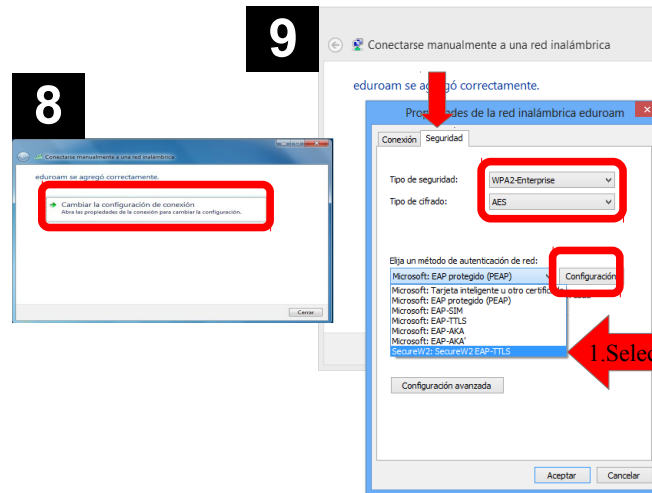 8
Conectarse manualmente a una red inalámbrica
eduroam se agregó correctamente.
Cambiar la configuración de conexión
Abra las propiedades de la conexión para cambiar la configuración.
Cerrar
9
Conectarse manualmente a una red inalámbrica
eduroam se agregó correctamente.
Propiedades de la red inalámbrica eduroam
Conexión Seguridad
Tipo de seguridad: WPA2-Enterprise
Tipo de cifrado: AES
Elija un método de autenticación de red:
Microsoft: EAP protegido (PEAP) Configuración
Microsoft: Tarjeta inteligente u otro certificado
Microsoft: EAP protegido (PEAP)
Microsoft: EAP-SIM
Microsoft: EAP-TTLS
Microsoft: EAP-AKA
Microsoft: EAP-AKA'
SecureW2: SecureW2 EAP-TTLS
1.Selec
Configuración avanzada
Aceptar Cancelar